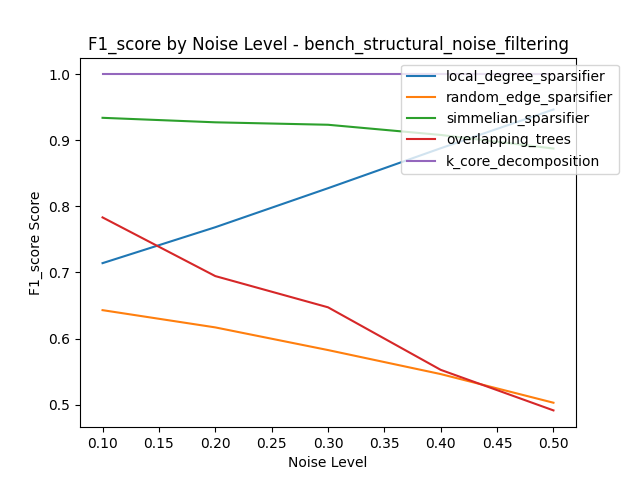 F1_score by Noise Level - bench_structural_noise_filtering
local_degree_sparsifier
random_edge_sparsifier
simmelian_sparsifier
overlapping_trees
k_core_decomposition
F1_score Score
1.0
0.9
0.8
0.7
0.6
0.5
0.10 0.15 0.20 0.25 0.30 0.35 0.40 0.45 0.50
Noise Level